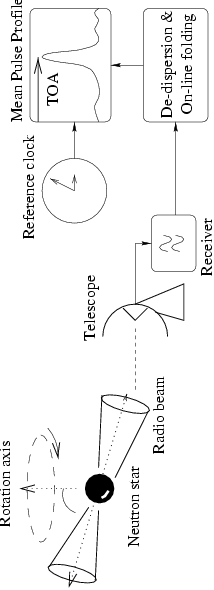 Rotation axis
Neutron star
Radio beam
Telescope
Receiver
Reference clock
De-dispersion &
On-line folding
Mean Pulse Profile
TOA